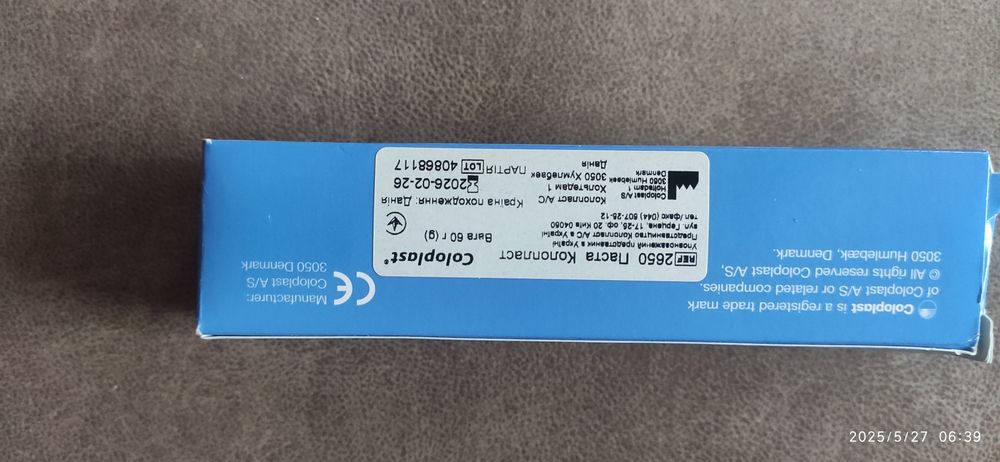 Coloplast is a registered trade mark
of Coloplast A/S or related companies.
© All rights reserved Coloplast A/S,
3050 Humlebæk, Denmark.
REF 2650 Паста Колопласт
Уповноважений представник в Україні
Представництво Колопласт А/С в Україні
вул. Герцена, 17-25, оф. 20 Київ 04050
тел./факс (044) 507-26-12
Coloplast A/S
Holtedam 1
3050 Humlebaek
Denmark
Колопласт А/С
Хольтедам 1
3050 Хумлебаек
Данія
Coloplast®
Вага 60 г (g)
Країна походження: Данія
2026-02-26
ПАРТІЯ LOT 40868117
CE
Manufacturer:
Coloplast A/S
3050 Denmark
2025/5/27 06:39